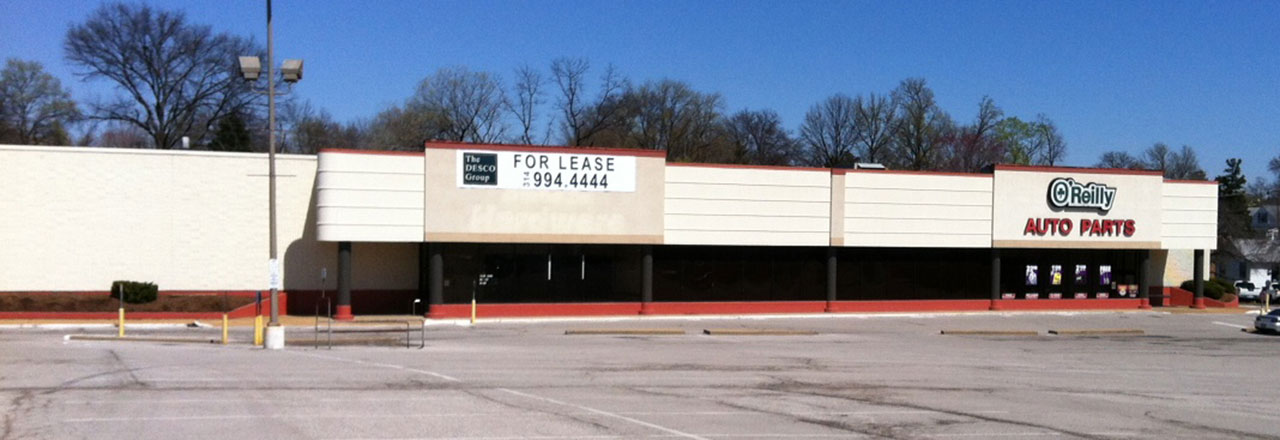 The
DESCO
Group
FOR LEASE
314 994.4444
O'Reilly
AUTO PARTS